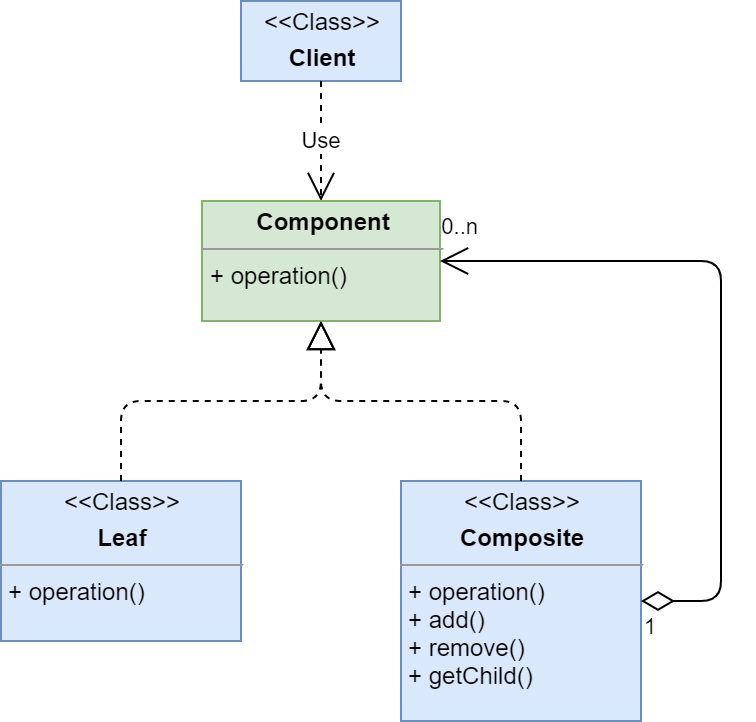 <<Class>>
Client
Use
Component
0..n
+ operation()
<<Class>>
Leaf
+ operation()
<<Class>>
Composite
+ operation()
+ add()
+ remove()
+ getChild()
1